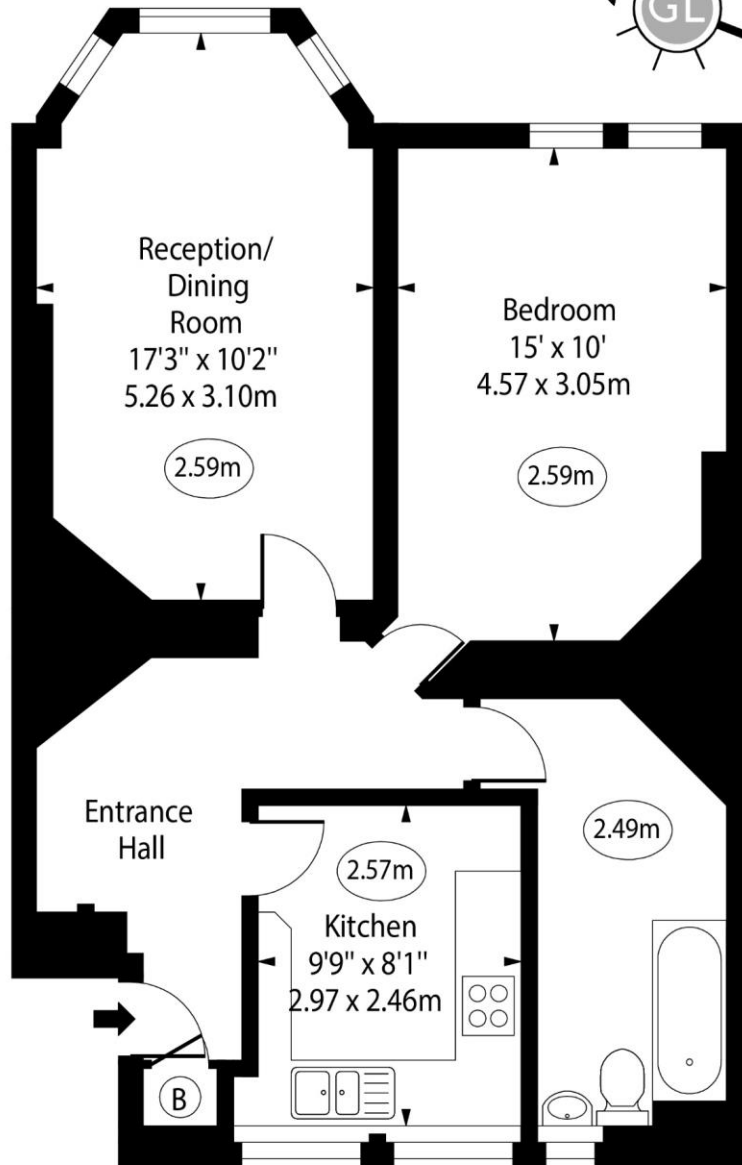 GL
Reception/
Dining
Room
17'3" x 10'2"
5.26 x 3.10m
2.59m
Bedroom
15' x 10'
4.57 x 3.05m
2.59m
Entrance
Hall
2.57m
Kitchen
9'9" x 8'1"
2.97 x 2.46m
2.49m
B